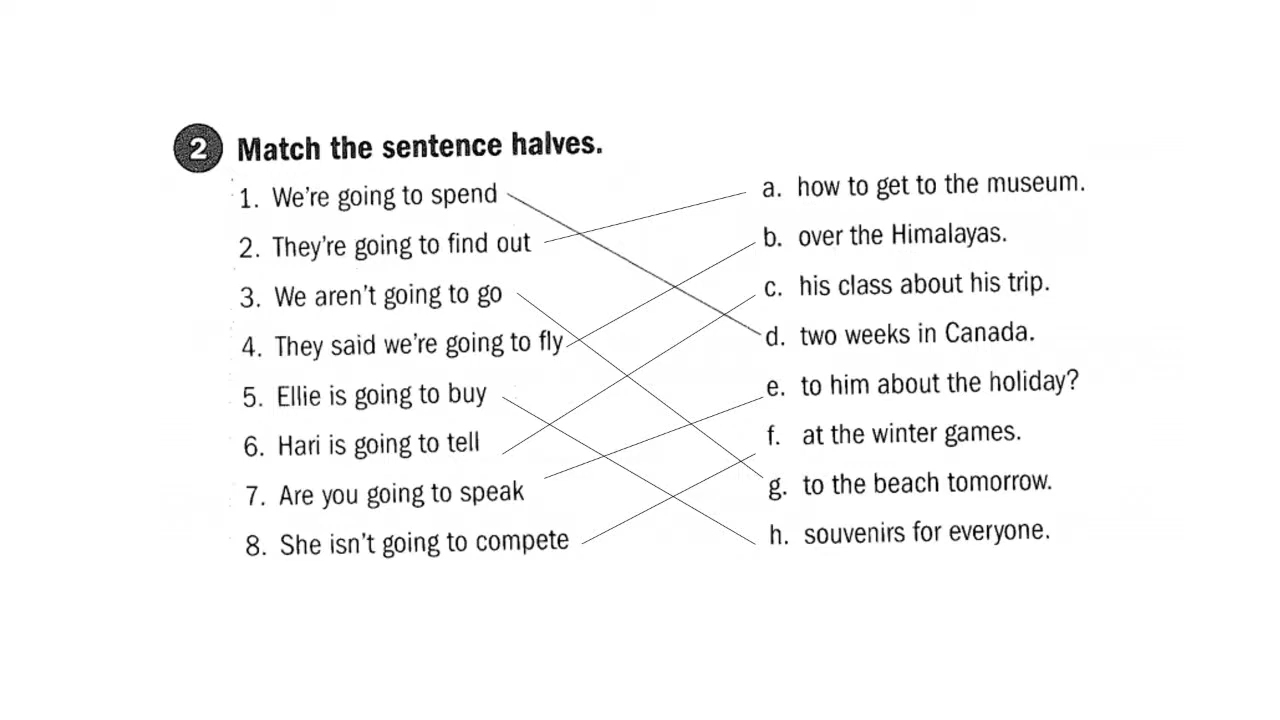 2 Match the sentence halves.
1. We're going to spend
2. They're going to find out
3. We aren't going to go
4. They said we're going to fly
5. Ellie is going to buy
6. Hari is going to tell
7. Are you going to speak
8. She isn't going to compete
a. how to get to the museum.
b. over the Himalayas.
c. his class about his trip.
d. two weeks in Canada.
e. to him about the holiday?
f. at the winter games.
g. to the beach tomorrow.
h. souvenirs for everyone.